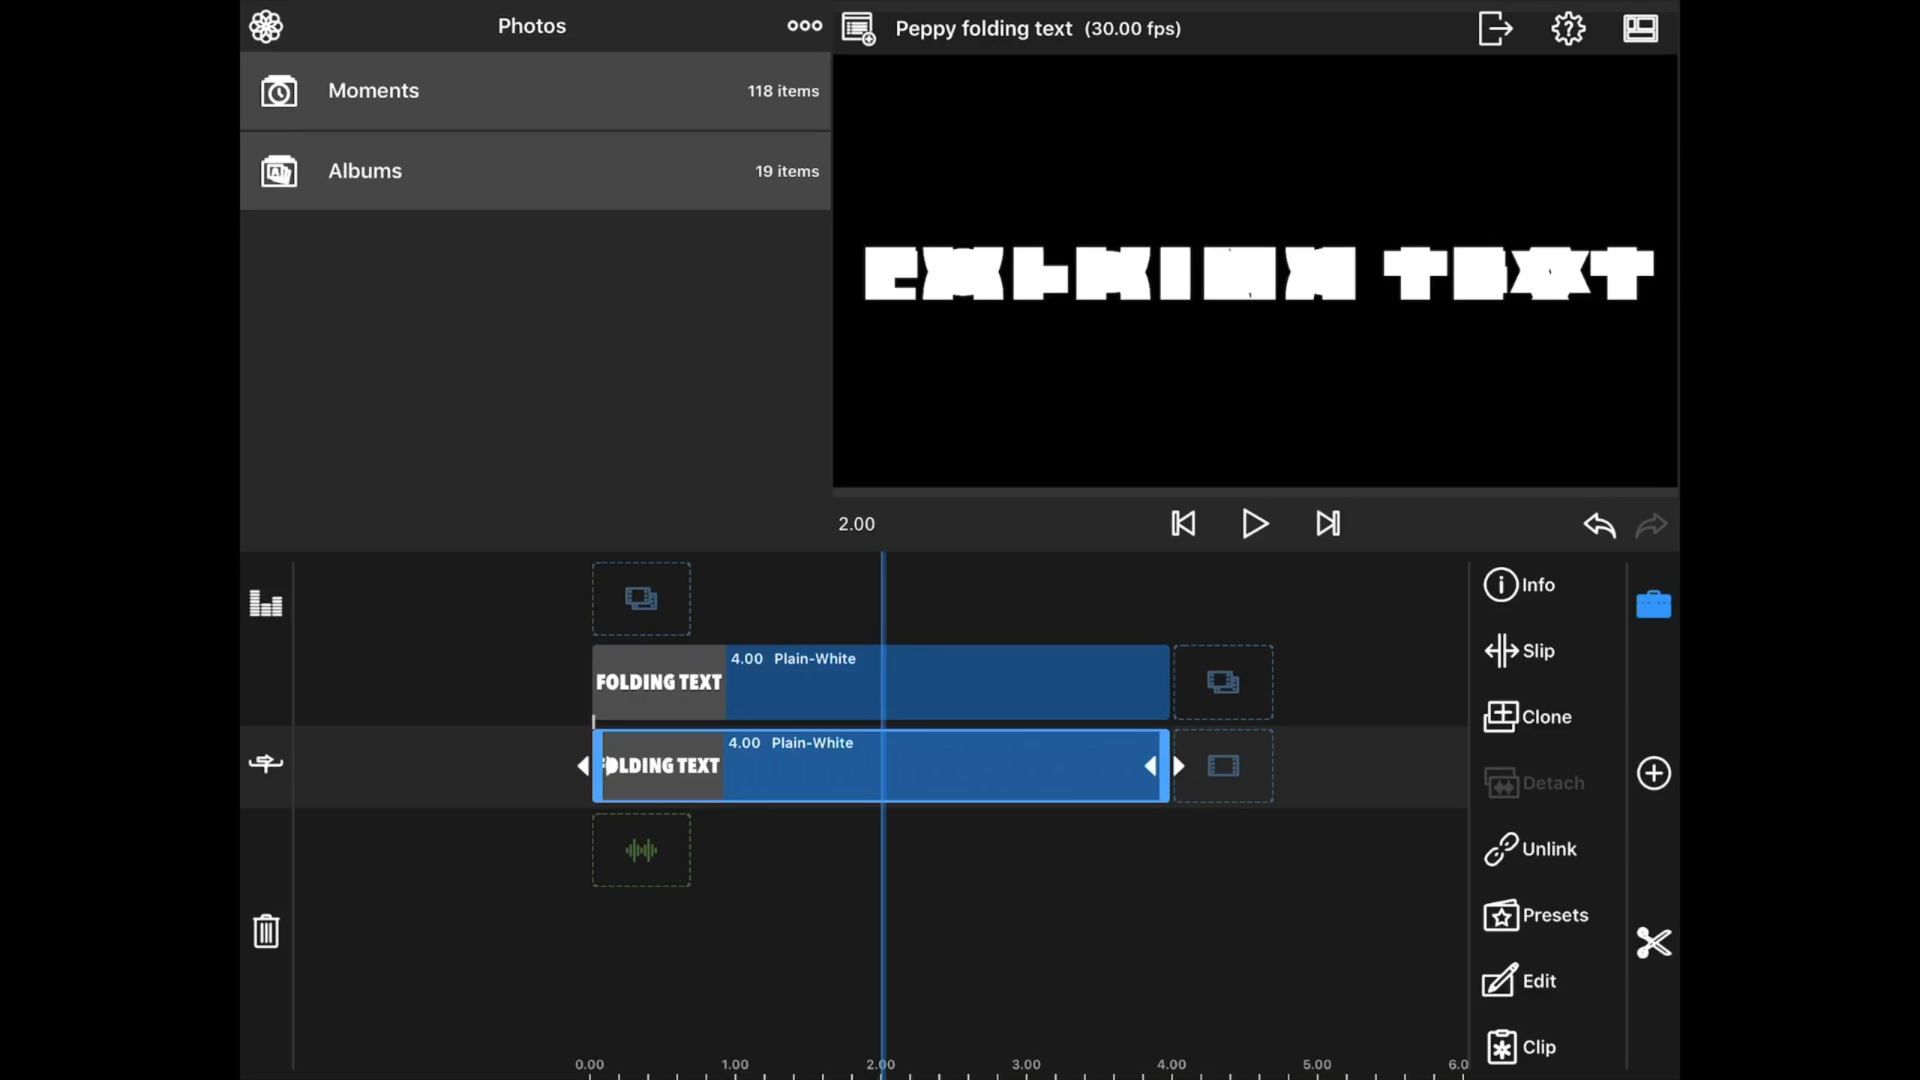 Photos
Peppy folding text (30.00 fps)
Moments
118 items
Albums
19 items
2.00
4.00 Plain-White
FOLDING TEXT
4.00 Plain-White
FOLDING TEXT
Info
Slip
Clone
Detach
Unlink
Presets
Edit
Clip
0.00 1.00 2.00 3.00 4.00 5.00 6.0